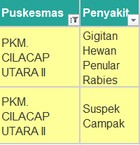 Puskesmas Penyakit
PKM. CILACAP UTARA II
Gigitan Hewan Penular Rabies
PKM. CILACAP UTARA II
Suspek Campak